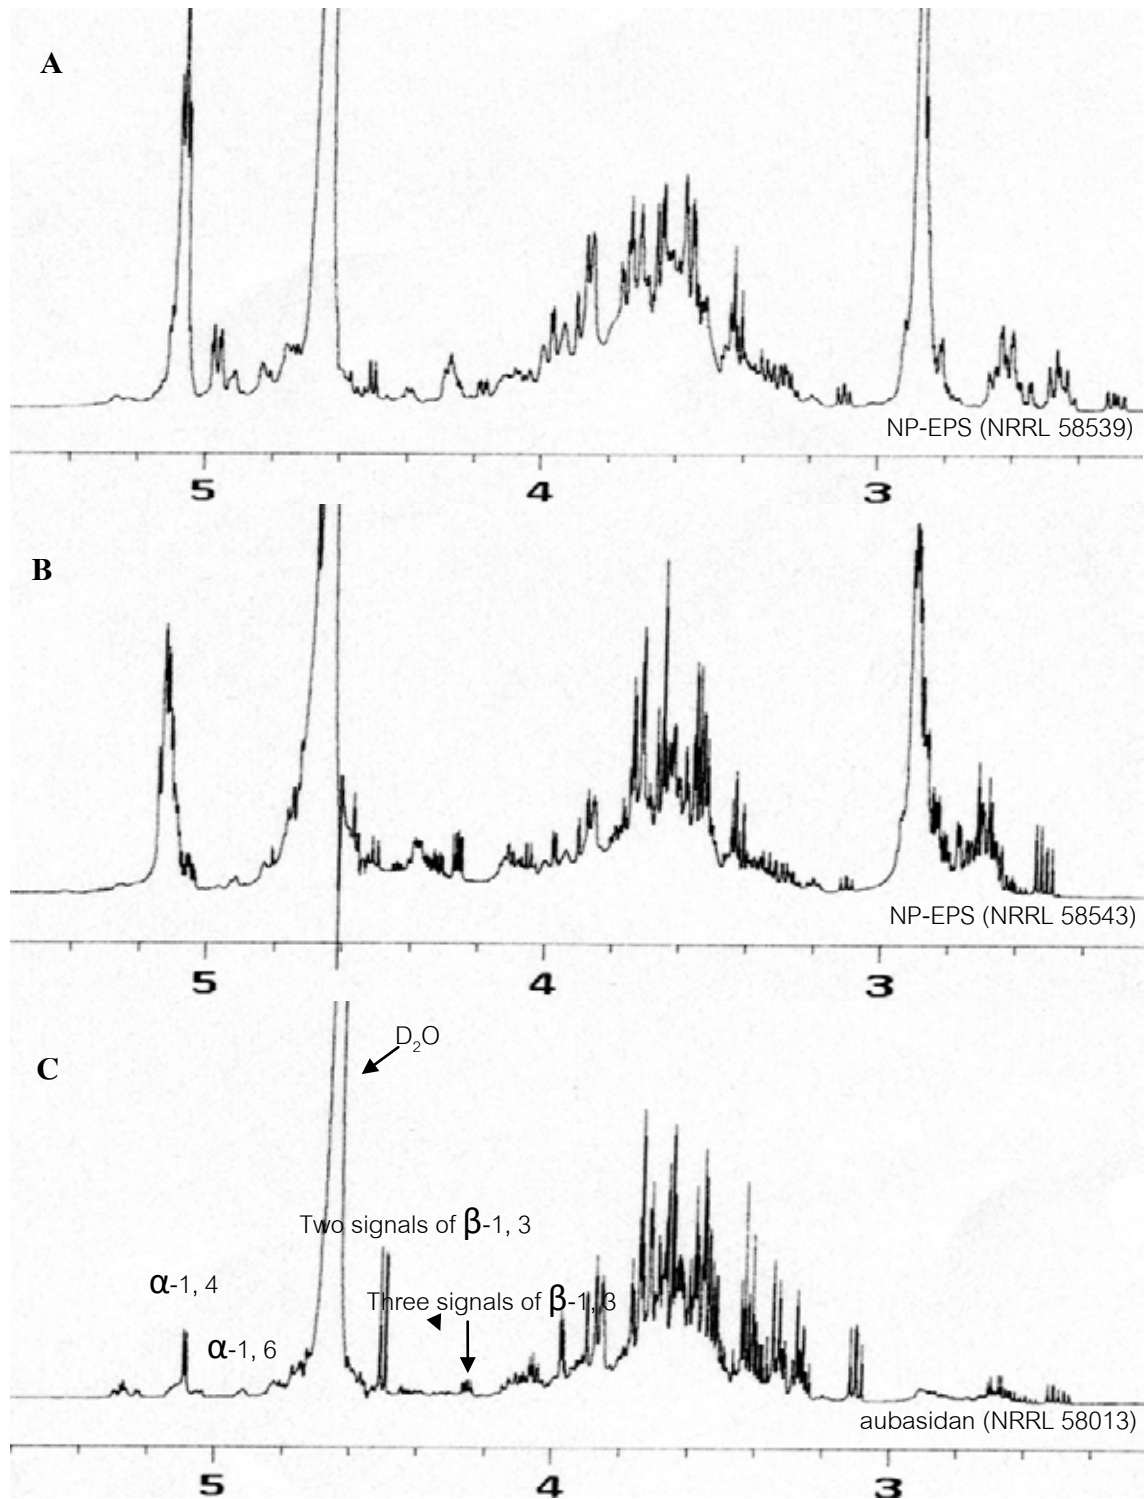 A
NP-EPS (NRRL 58539)
5 4 3
B
NP-EPS (NRRL 58543)
5 4 3
C
D₂O
Two signals of β-1, 3
α-1, 4
Three signals of β-1, 3
α-1, 6
aubasidan (NRRL 58013)
5 4 3